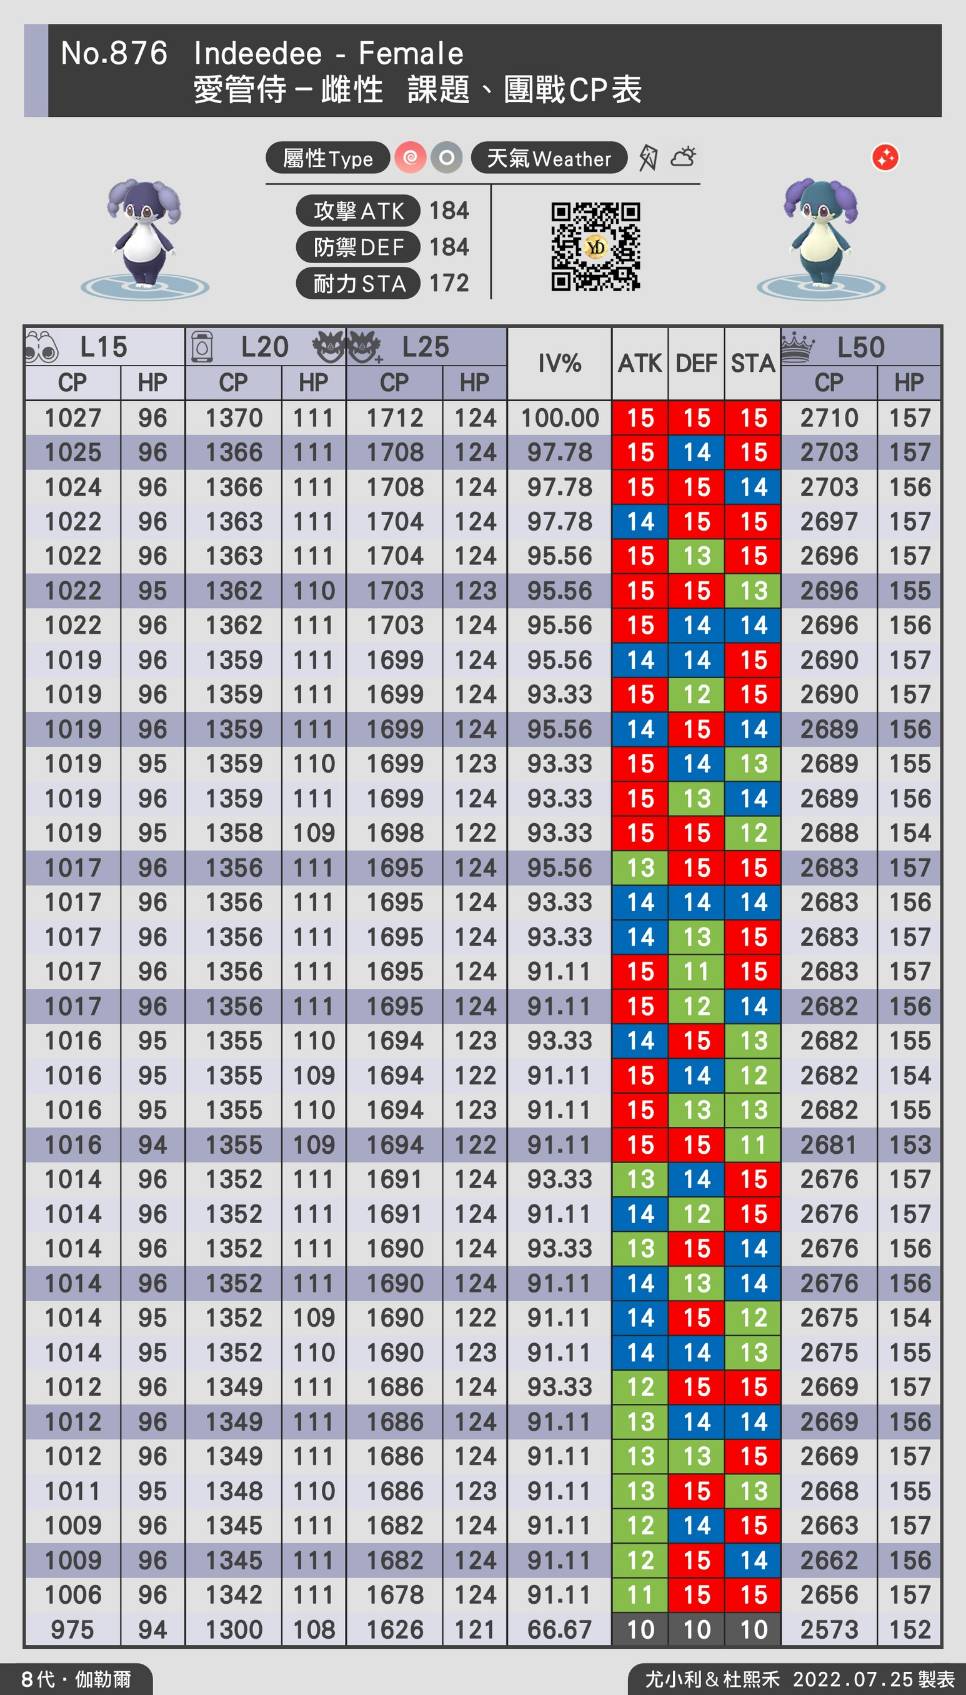 No.876 Indeedee - Female
愛管侍－雌性 課題、團戰CP表
屬性Type 天氣Weather
攻擊ATK 184
防禦DEF 184
耐力STA 172
YD
L15 L20 L25 IV% ATK DEF STA L50
CP HP CP HP CP HP CP HP
1027 96 1370 111 1712 124 100.00 15 15 15 2710 157
1025 96 1366 111 1708 124 97.78 15 14 15 2703 157
1024 96 1366 111 1708 124 97.78 15 15 14 2703 156
1022 96 1363 111 1704 124 97.78 14 15 15 2697 157
1022 96 1363 111 1704 124 95.56 15 13 15 2696 157
1022 95 1362 110 1703 123 95.56 15 15 13 2696 155
1022 96 1362 111 1703 124 95.56 15 14 14 2696 156
1019 96 1359 111 1699 124 95.56 14 14 15 2690 157
1019 96 1359 111 1699 124 93.33 15 12 15 2690 157
1019 96 1359 111 1699 124 95.56 14 15 14 2689 156
1019 95 1359 110 1699 123 93.33 15 14 13 2689 155
1019 96 1359 111 1699 124 93.33 15 13 14 2689 156
1019 95 1358 109 1698 122 93.33 15 15 12 2688 154
1017 96 1356 111 1695 124 95.56 13 15 15 2683 157
1017 96 1356 111 1695 124 93.33 14 14 14 2683 156
1017 96 1356 111 1695 124 93.33 14 13 15 2683 157
1017 96 1356 111 1695 124 91.11 15 11 15 2683 157
1017 96 1356 111 1695 124 91.11 15 12 14 2682 156
1016 95 1355 110 1694 123 93.33 14 15 13 2682 155
1016 95 1355 109 1694 122 91.11 15 14 12 2682 154
1016 95 1355 110 1694 123 91.11 15 13 13 2682 155
1016 94 1355 109 1694 122 91.11 15 15 11 2681 153
1014 96 1352 111 1691 124 93.33 13 14 15 2676 157
1014 96 1352 111 1691 124 91.11 14 12 15 2676 157
1014 96 1352 111 1690 124 93.33 13 15 14 2676 156
1014 96 1352 111 1690 124 91.11 14 13 14 2676 156
1014 95 1352 109 1690 122 91.11 14 15 12 2675 154
1014 95 1352 110 1690 123 91.11 14 14 13 2675 155
1012 96 1349 111 1686 124 93.33 12 15 15 2669 157
1012 96 1349 111 1686 124 91.11 13 14 14 2669 156
1012 96 1349 111 1686 124 91.11 13 13 15 2669 157
1011 95 1348 110 1686 123 91.11 13 15 13 2668 155
1009 96 1345 111 1682 124 91.11 12 14 15 2663 157
1009 96 1345 111 1682 124 91.11 12 15 14 2662 156
1006 96 1342 111 1678 124 91.11 11 15 15 2656 157
975 94 1300 108 1626 121 66.67 10 10 10 2573 152
8代・伽勒爾 尤小利＆杜熙禾 2022.07.25製表